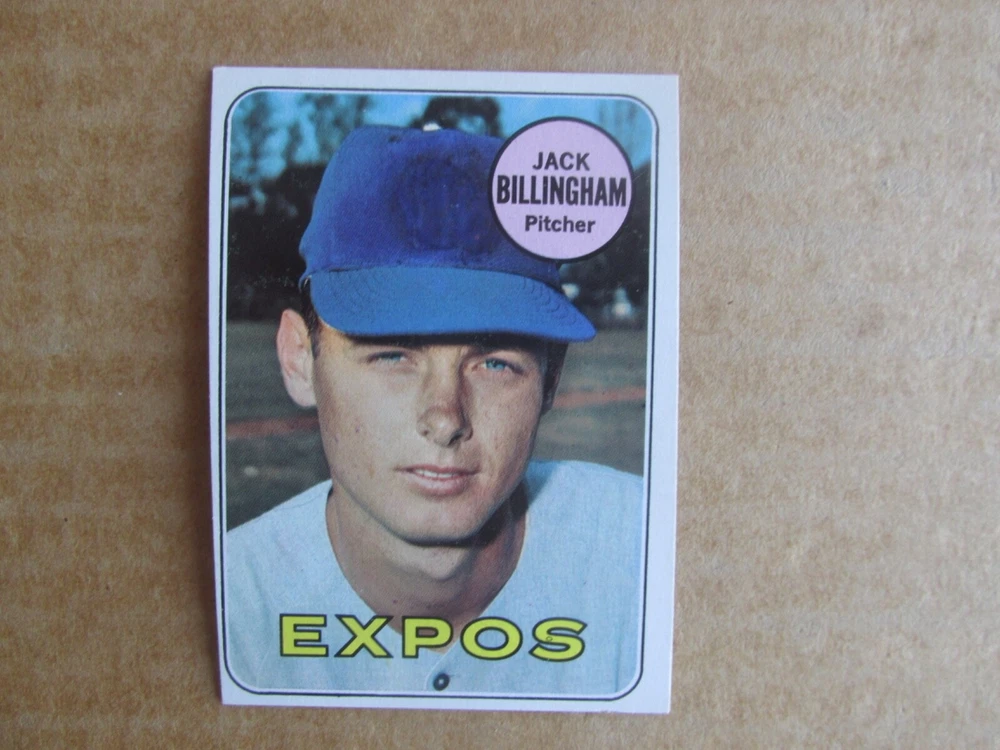 JACK
BILLINGHAM
Pitcher
EXPOS